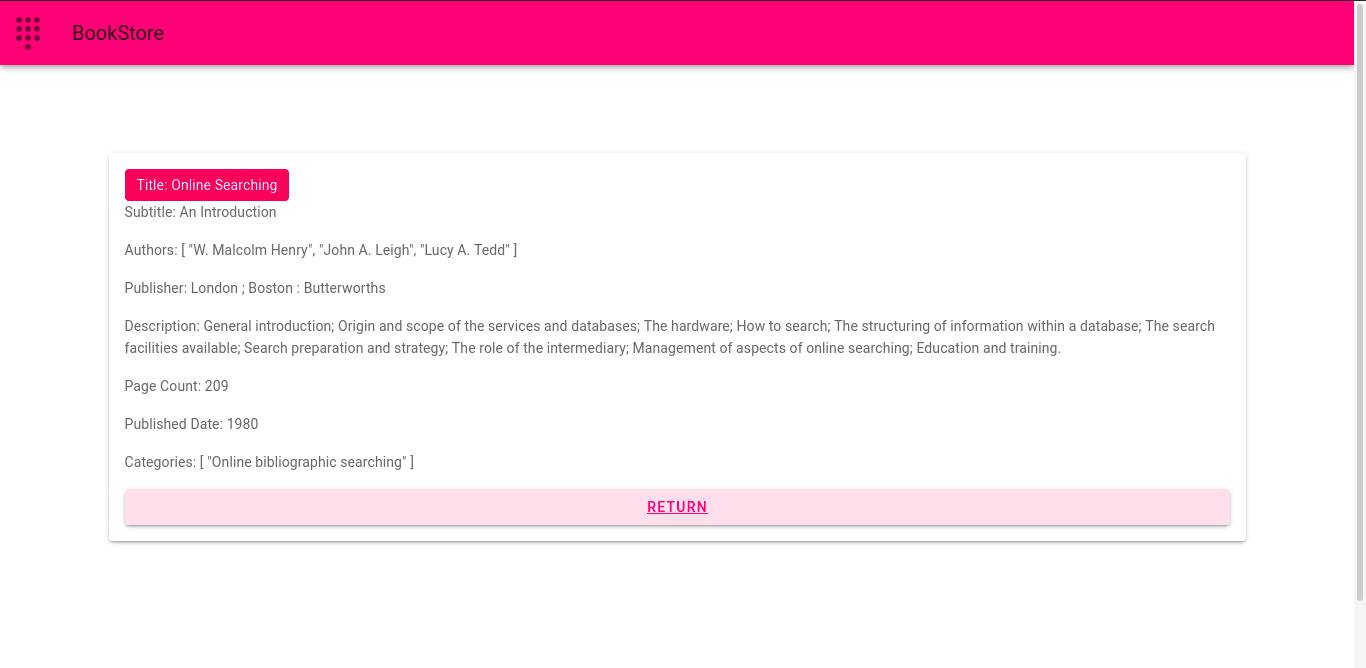 BookStore
Title: Online Searching
Subtitle: An Introduction
Authors: [ "W. Malcolm Henry", "John A. Leigh", "Lucy A. Tedd" ]
Publisher: London ; Boston : Butterworths
Description: General introduction; Origin and scope of the services and databases; The hardware; How to search; The structuring of information within a database; The search
facilities available; Search preparation and strategy; The role of the intermediary; Management of aspects of online searching; Education and training.
Page Count: 209
Published Date: 1980
Categories: [ "Online bibliographic searching" ]
RETURN